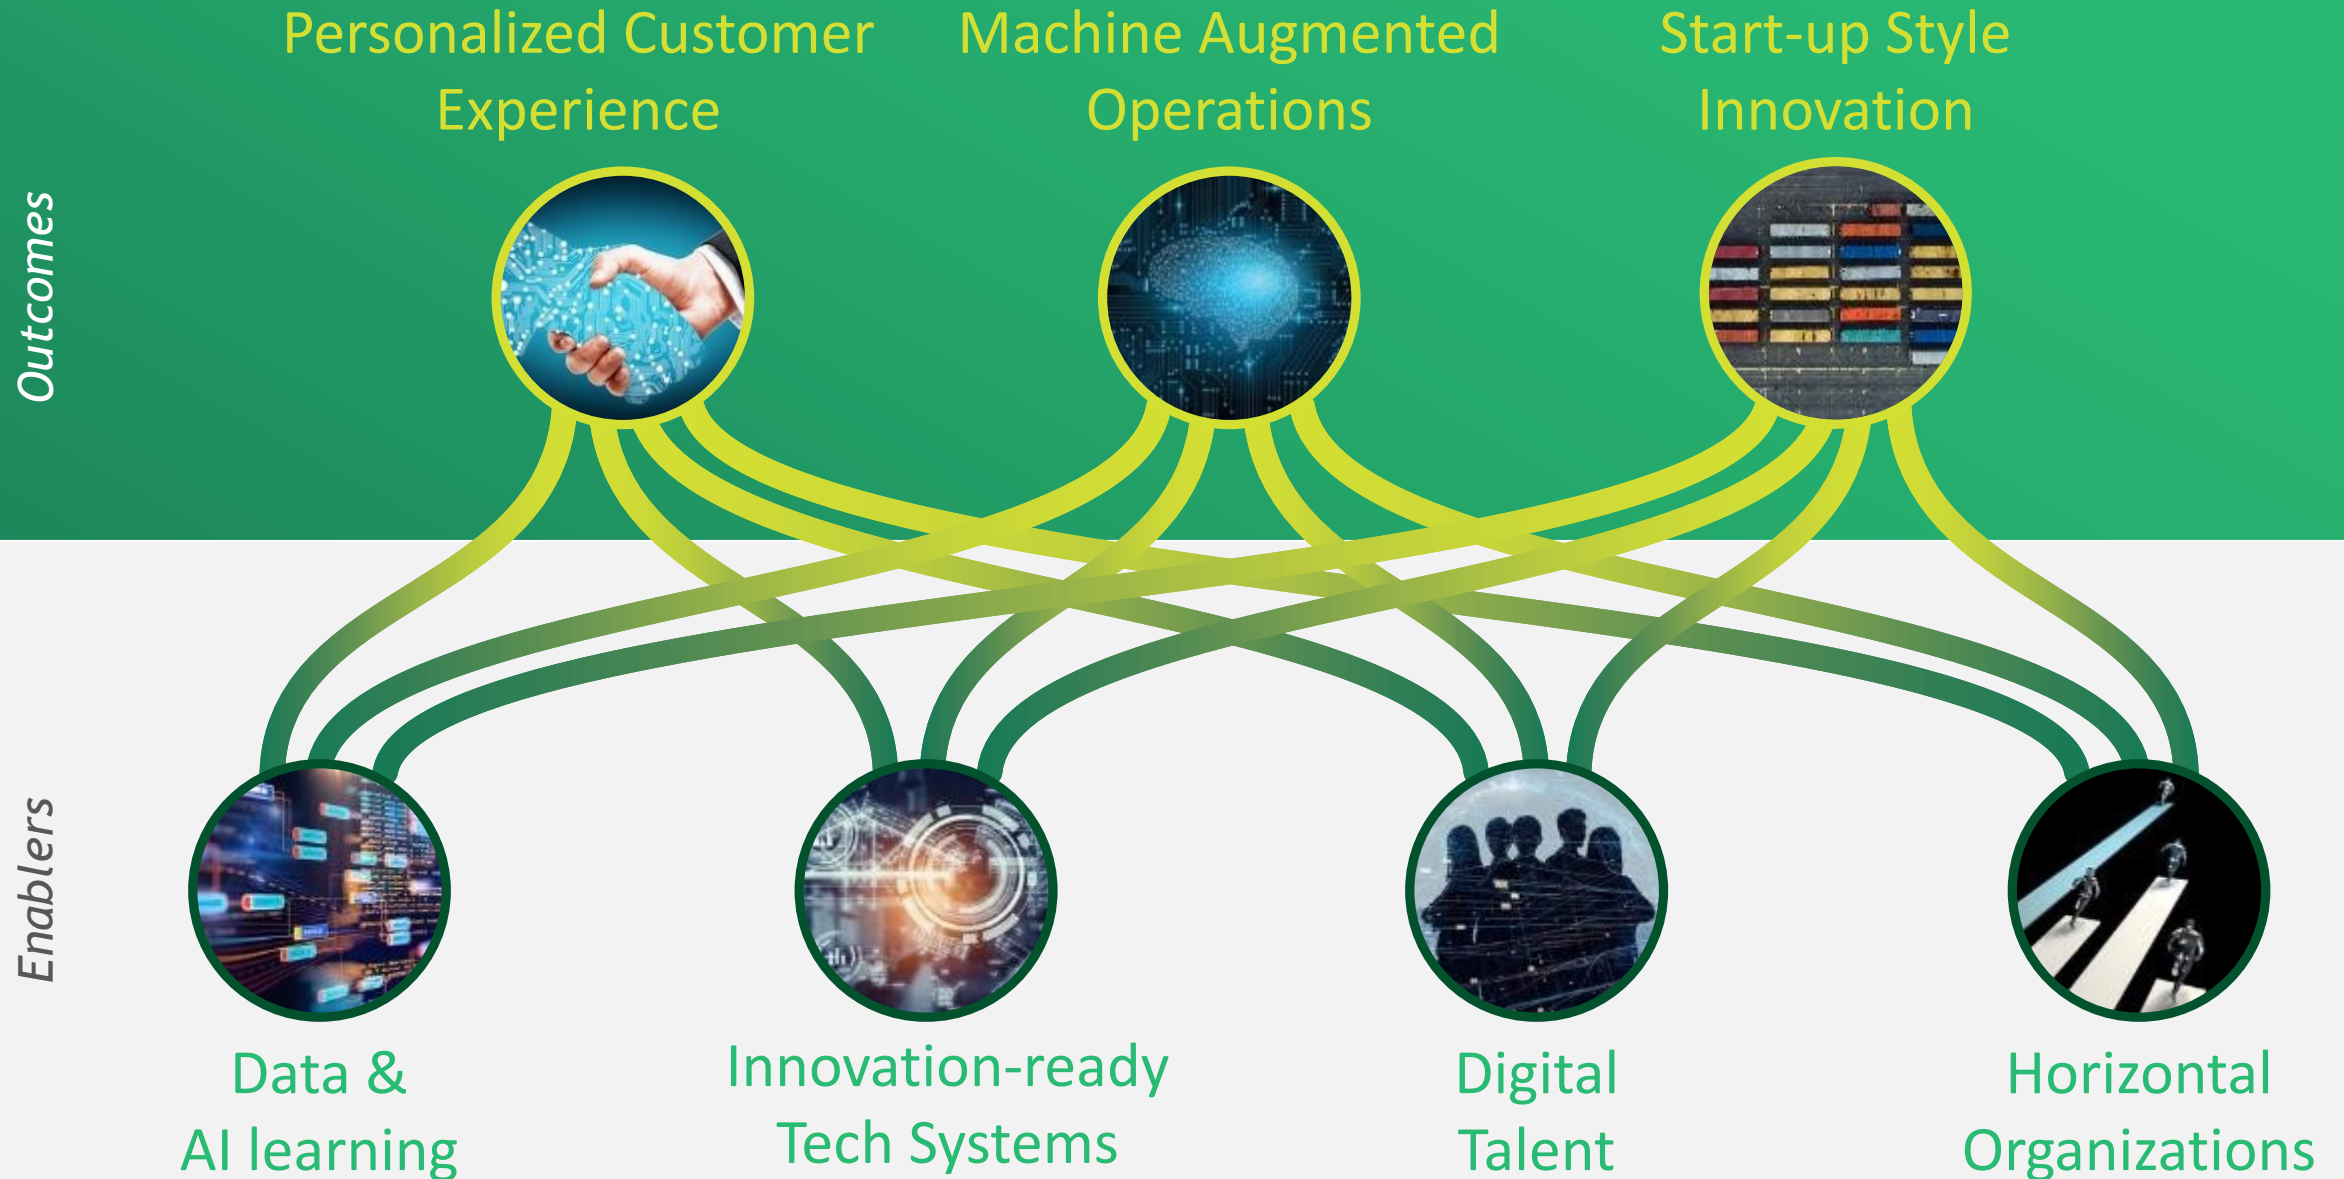 Personalized Customer
Experience
Machine Augmented
Operations
Start-up Style
Innovation
Outcomes
Enablers
Data &
AI learning
Innovation-ready
Tech Systems
Digital
Talent
Horizontal
Organizations